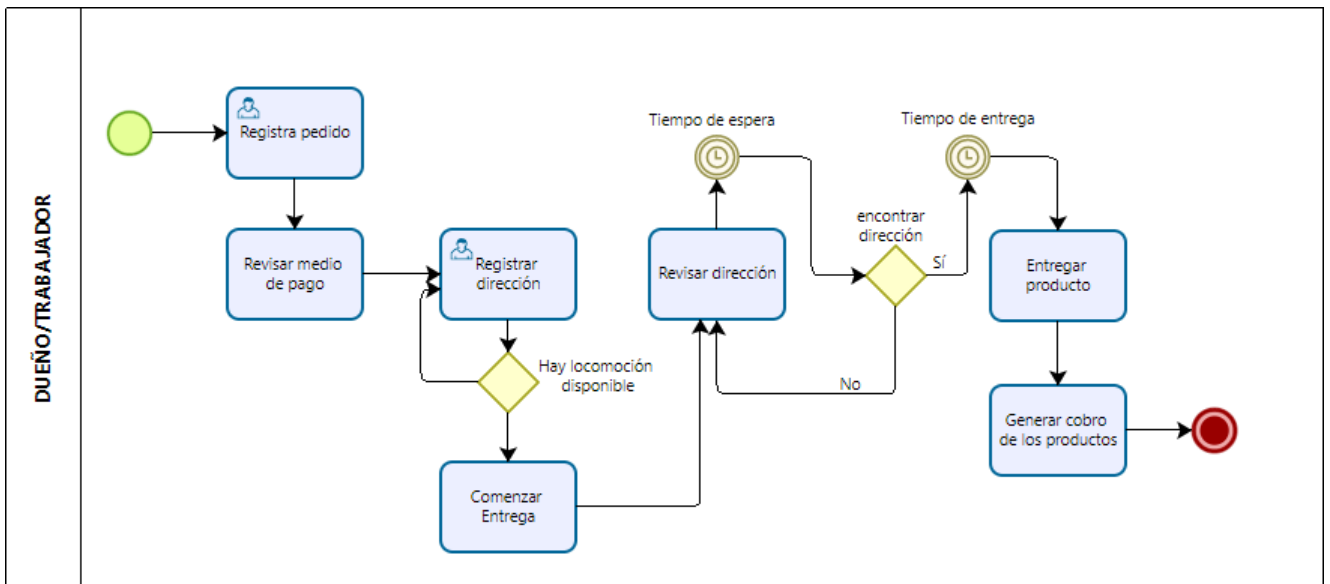 DUEÑO/TRABAJADOR
Registra pedido
Revisar medio
de pago
Registrar
dirección
Hay locomoción
disponible
Comenzar
Entrega
Revisar dirección
Tiempo de espera
encontrar
dirección
Sí
No
Tiempo de entrega
Entregar
producto
Generar cobro
de los productos